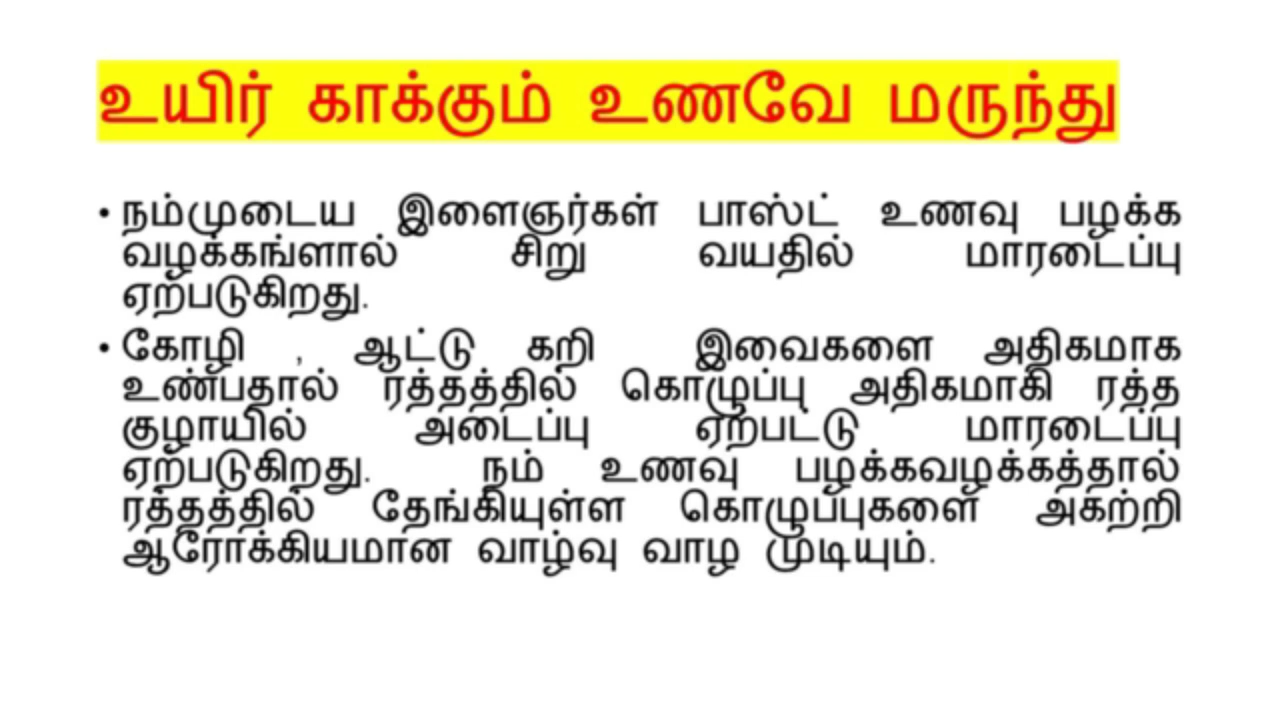 உயிர் காக்கும் உணவே மருந்து
• நம்முடைய இளைஞர்கள் பாஸ்ட் உணவு பழக்க
வழக்கங்ளால் சிறு வயதில் மாரடைப்பு
ஏற்படுகிறது.
• கோழி , ஆட்டு கறி இவைகளை அதிகமாக
உண்பதால் ரத்தத்தில் கொழுப்பு அதிகமாகி ரத்த
குழாயில் அடைப்பு ஏற்பட்டு மாரடைப்பு
ஏற்படுகிறது. நம் உணவு பழக்கவழக்கத்தால்
ரத்தத்தில் தேங்கியுள்ள கொழுப்புகளை அகற்றி
ஆரோக்கியமான வாழ்வு வாழ முடியும்.